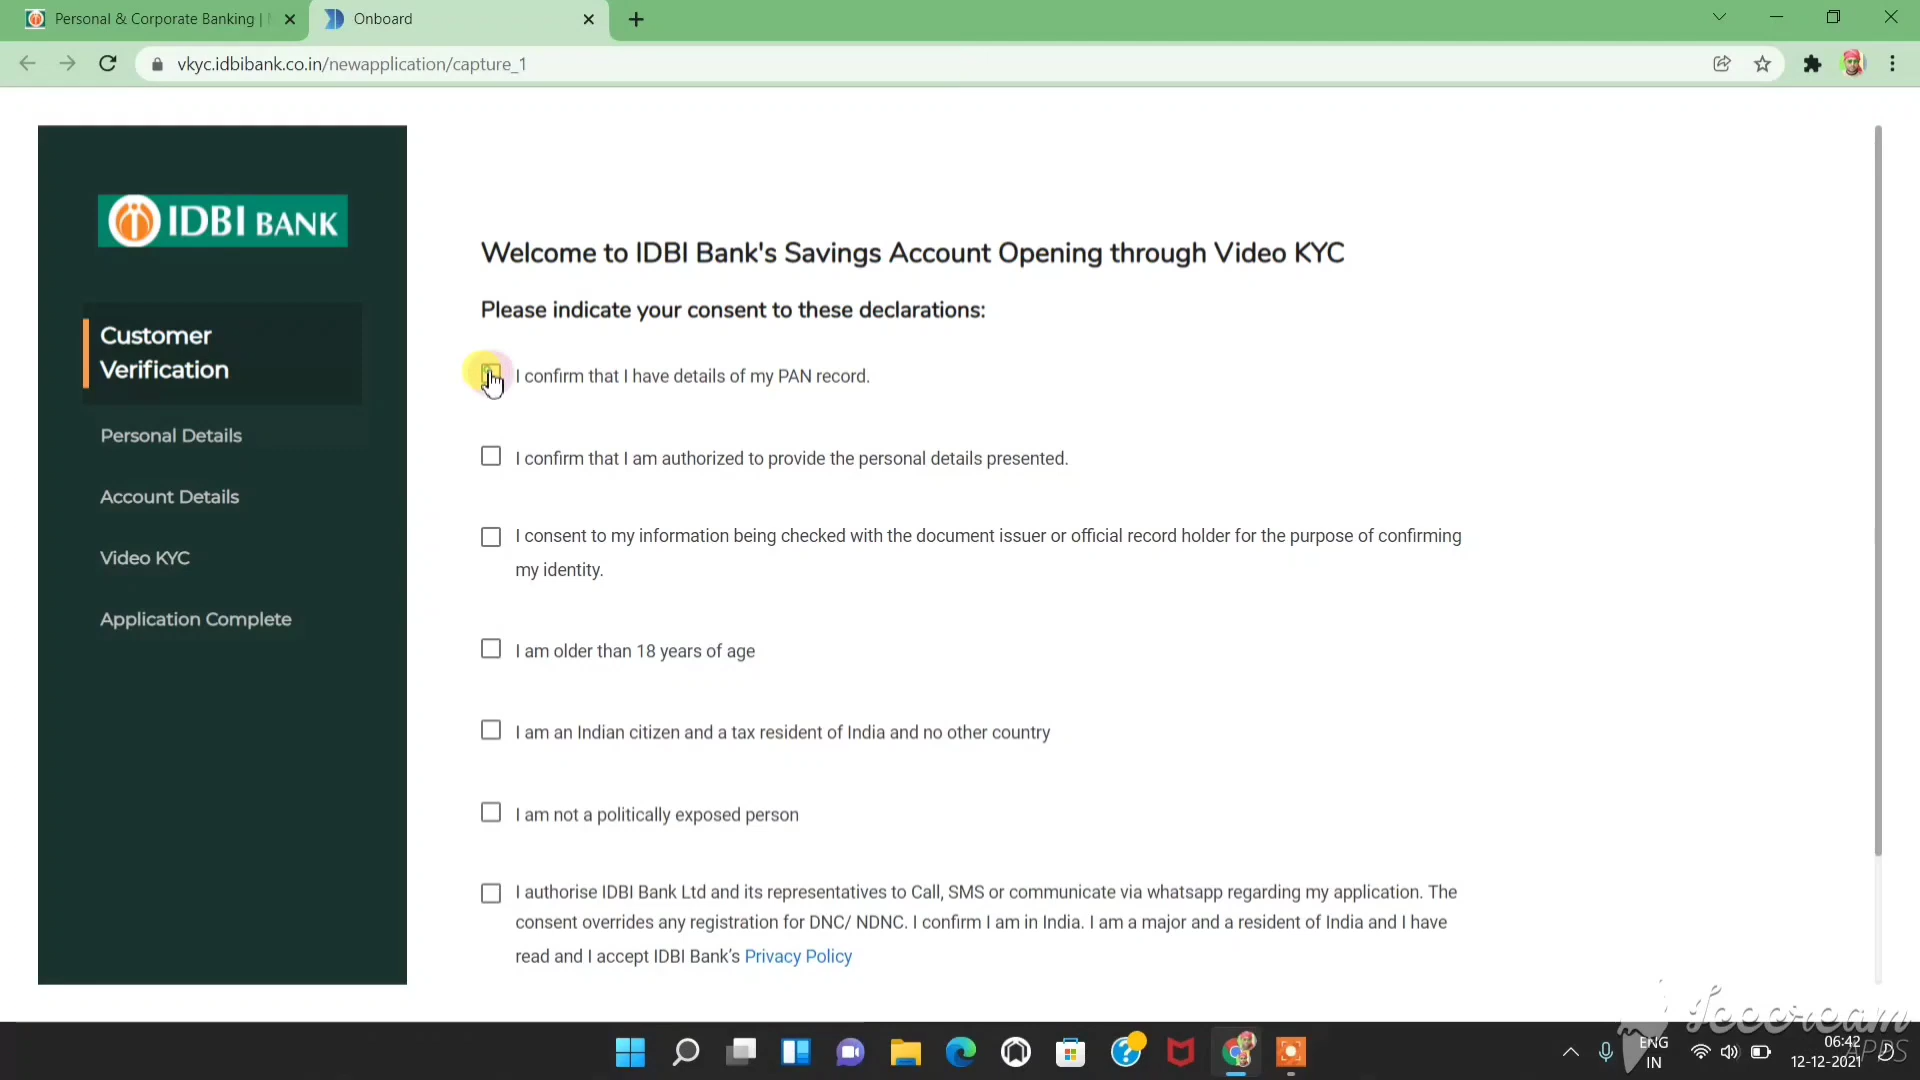 Personal & Corporate Banking |
Onboard
vkyc.idbibank.co.in/newapplication/capture_1
IDBI BANK
Customer
Verification
Personal Details
Account Details
Video KYC
Application Complete
Welcome to IDBI Bank's Savings Account Opening through Video KYC
Please indicate your consent to these declarations:
I confirm that I have details of my PAN record.
I confirm that I am authorized to provide the personal details presented.
I consent to my information being checked with the document issuer or official record holder for the purpose of confirming
my identity.
I am older than 18 years of age
I am an Indian citizen and a tax resident of India and no other country
I am not a politically exposed person
I authorise IDBI Bank Ltd and its representatives to Call, SMS or communicate via whatsapp regarding my application. The
consent overrides any registration for DNC/ NDNC. I confirm I am in India. I am a major and a resident of India and I have
read and I accept IDBI Bank's Privacy Policy
Icecream
APPS
ENG
IN
06:42
12-12-2021